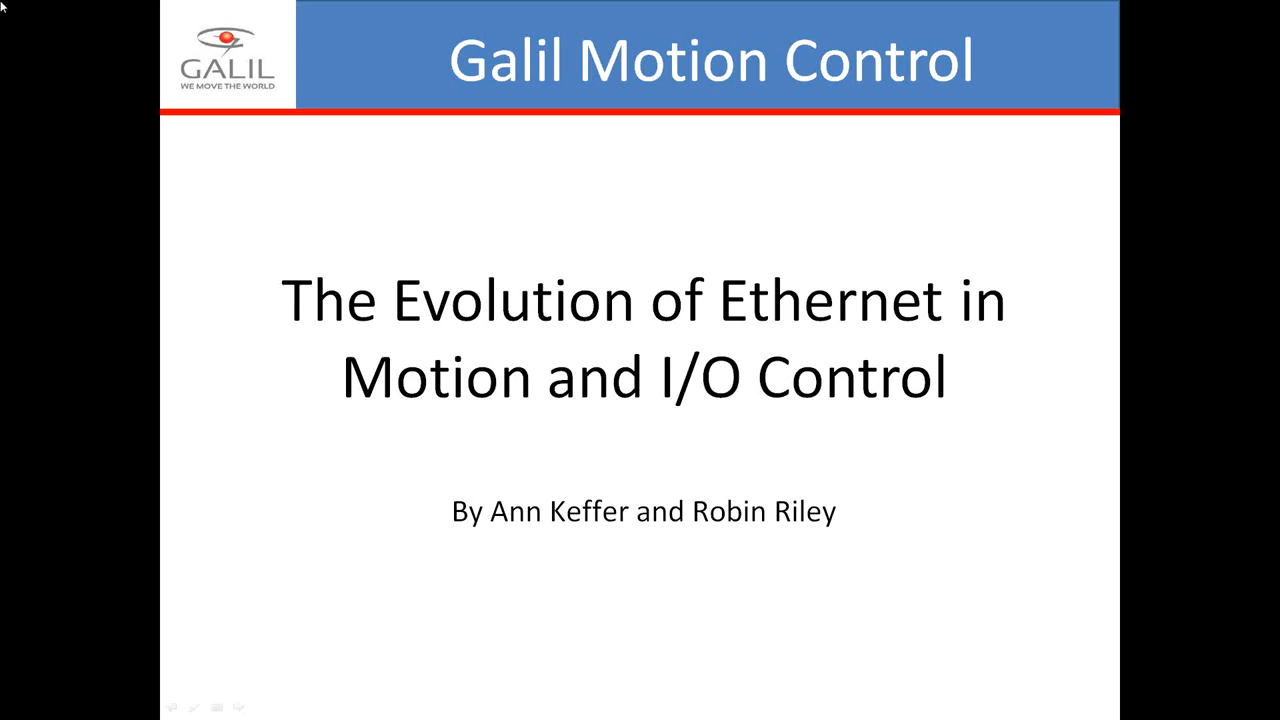 GALIL
WE MOVE THE WORLD
Galil Motion Control
The Evolution of Ethernet in
Motion and I/O Control
By Ann Keffer and Robin Riley